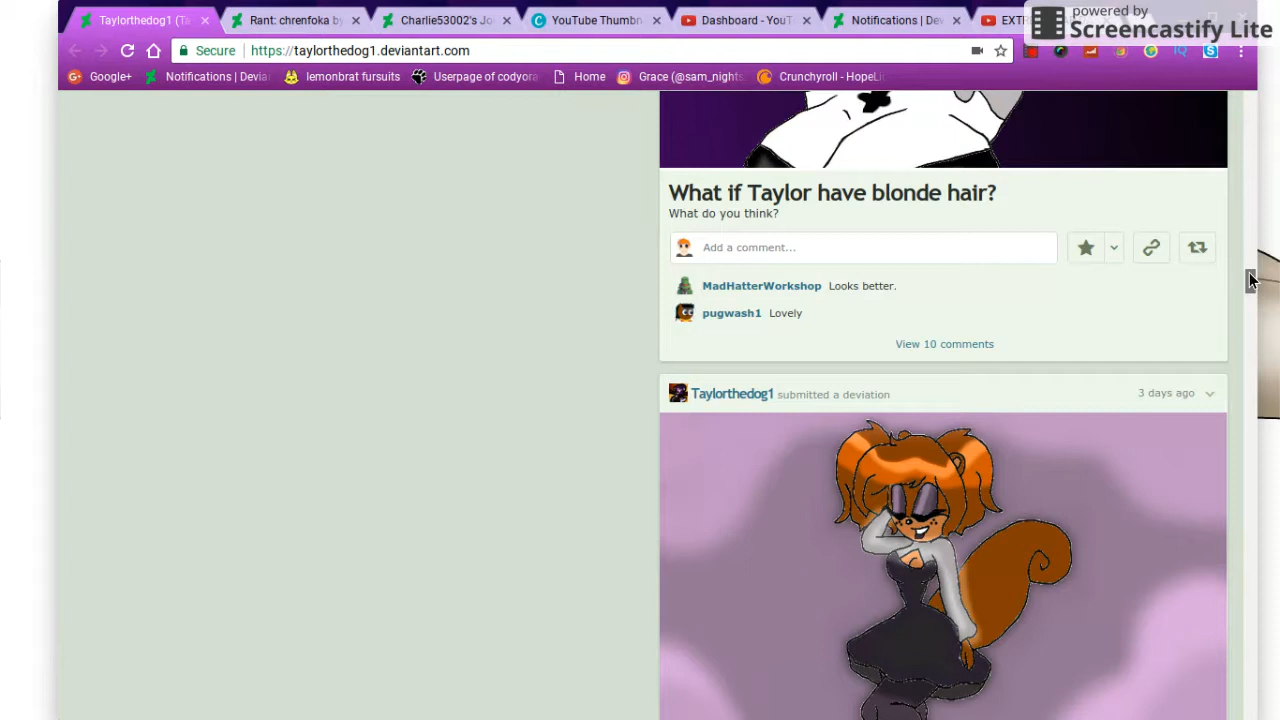 powered by
Screencastify Lite
Taylorthedog1 (Ta
Rant: chrenfoka by
Charlie53002's Jo
YouTube Thumbn
Dashboard - YouT
Notifications | Dev
EXT
Secure
https://taylorthedog1.deviantart.com
Google+
Notifications | Devia
lemonbrat fursuits
Userpage of codyora
Home
Grace (@sam_nights
Crunchyroll - HopeLi
What if Taylor have blonde hair?
What do you think?
Add a comment...
MadHatterWorkshop Looks better.
pugwash1 Lovely
View 10 comments
Taylorthedog1 submitted a deviation
3 days ago